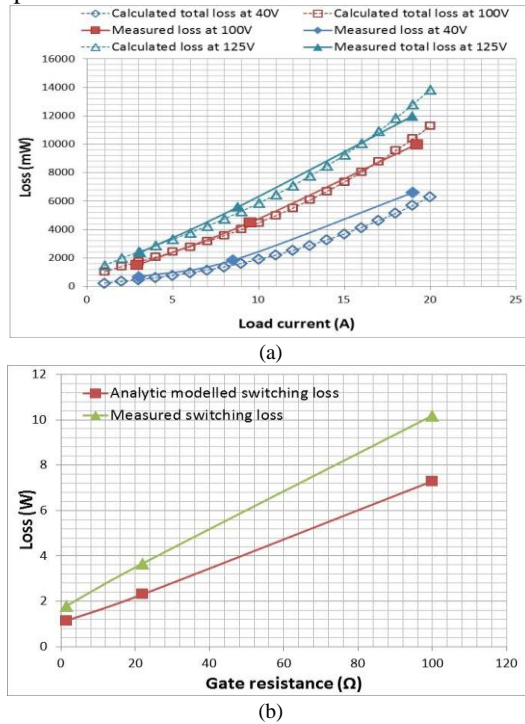 Calculated total loss at 40V
Calculated total loss at 100V
Measured loss at 100V
Measured loss at 40V
Calculated total loss at 125V
Measured total loss at 125V
16000
14000
12000
10000
8000
6000
4000
2000
0
Loss (mW)
0
5
10
15
20
25
Load current (A)
(a)
12
10
8
6
4
2
0
Loss (W)
Analytic modelled switching loss
Measured switching loss
0
20
40
60
80
100
120
Gate resistance (Ω)
(b)